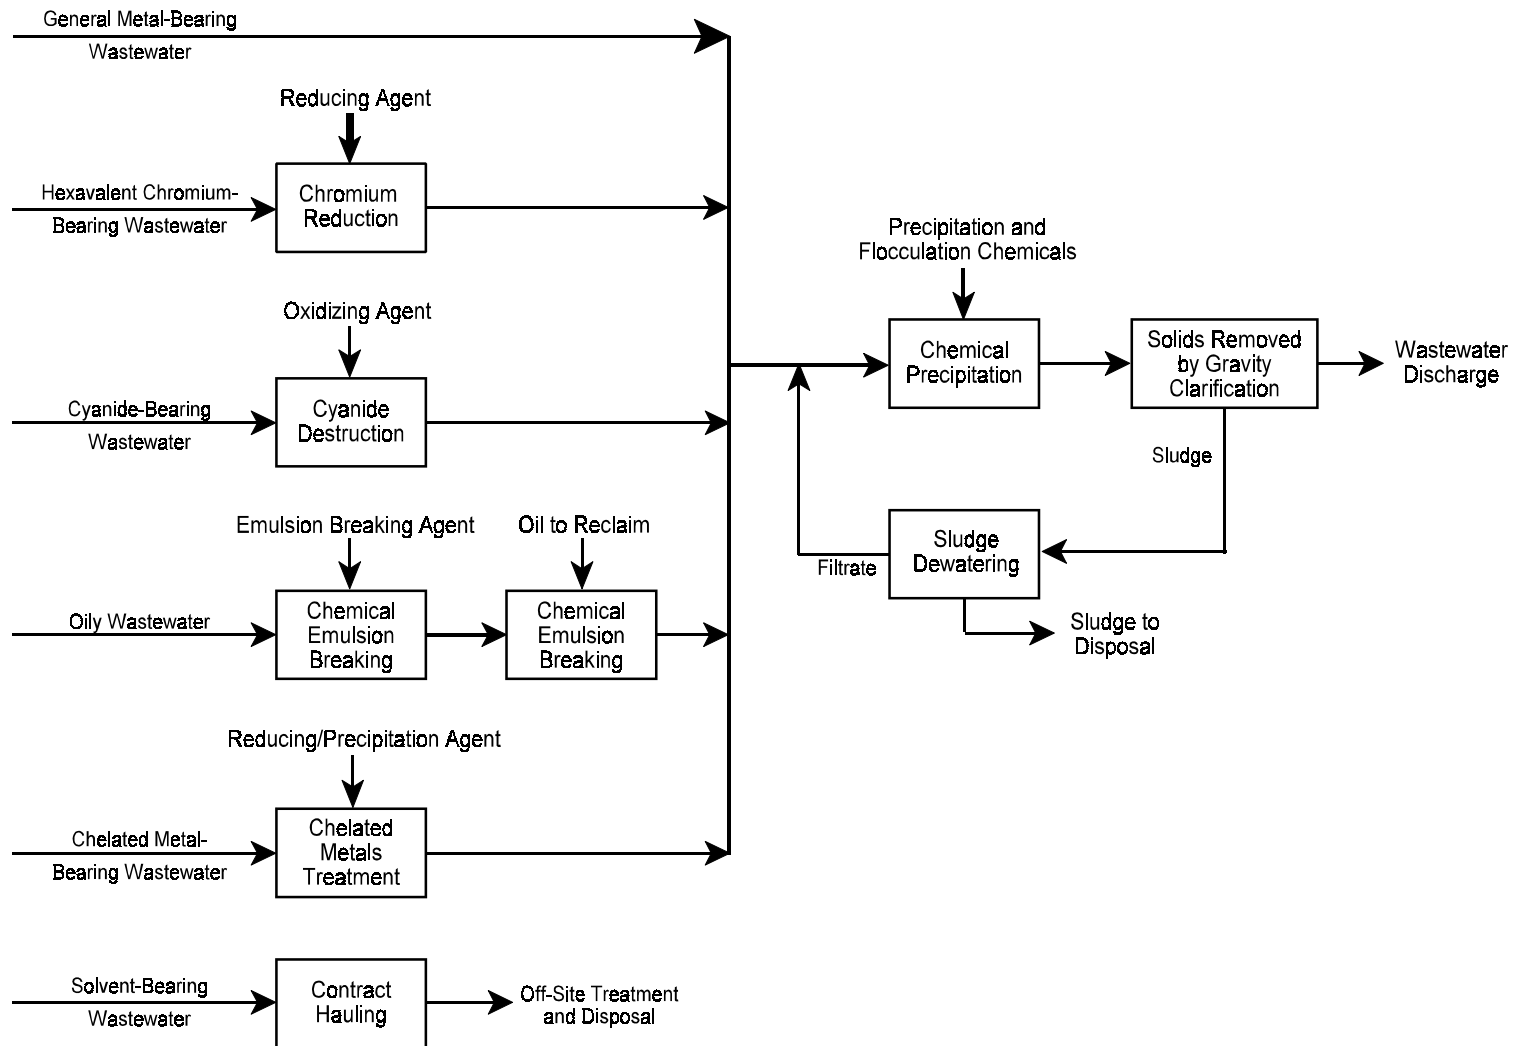 General Metal-Bearing
Wastewater
Reducing Agent
Hexavalent Chromium-
Bearing Wastewater
Chromium
Reduction
Oxidizing Agent
Cyanide-Bearing
Wastewater
Cyanide
Destruction
Emulsion Breaking Agent
Oil to Reclaim
Oily Wastewater
Chemical
Emulsion
Breaking
Chemical
Emulsion
Breaking
Reducing/Precipitation Agent
Chelated Metal-
Bearing Wastewater
Chelated
Metals
Treatment
Solvent-Bearing
Wastewater
Contract
Hauling
Off-Site Treatment
and Disposal
Precipitation and
Flocculation Chemicals
Chemical
Precipitation
Solids Removed
by Gravity
Clarification
Wastewater
Discharge
Sludge
Sludge
Dewatering
Filtrate
Sludge to
Disposal